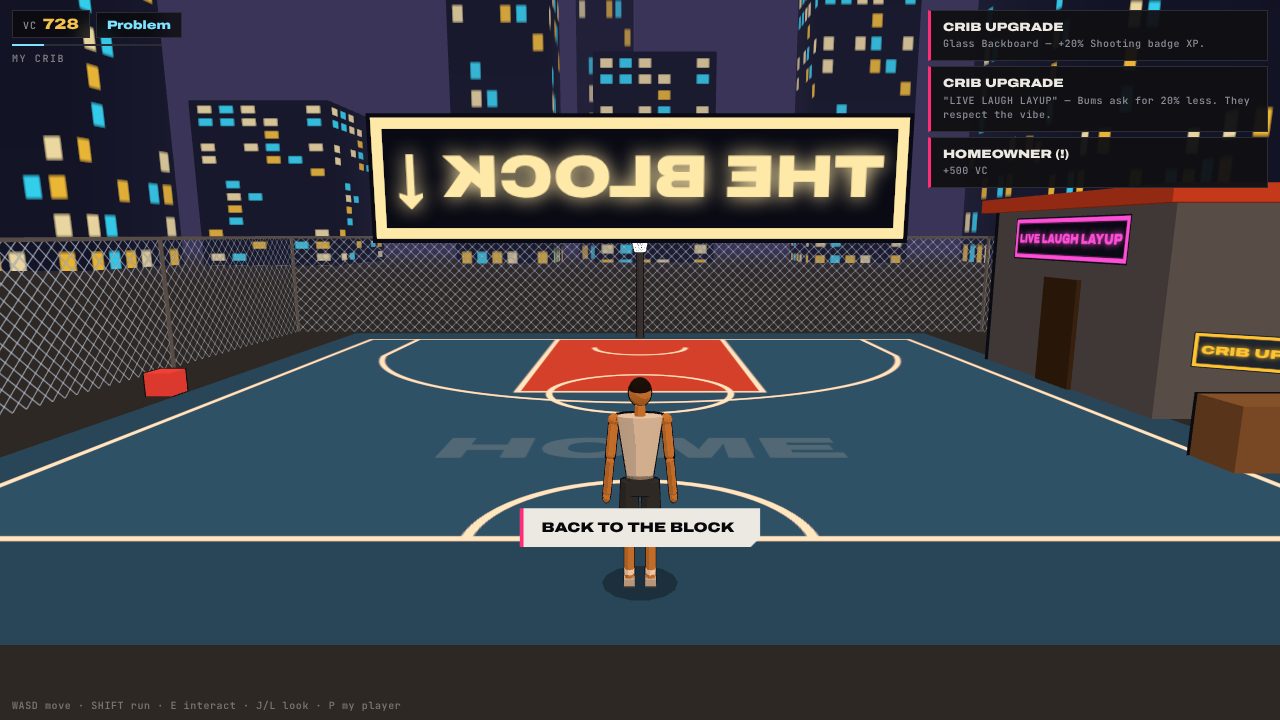 VC 728 Problem
MY CRIB
CRIB UPGRADE
Glass Backboard — +20% Shooting badge XP.
CRIB UPGRADE
"LIVE LAUGH LAYUP" — Bums ask for 20% less. They
respect the vibe.
HOMEOWNER (!)
+500 VC
THE BLOCK ↓
LIVE LAUGH LAYUP
CRIB UP
HOME
BACK TO THE BLOCK
WASD move · SHIFT run · E interact · J/L look · P my player